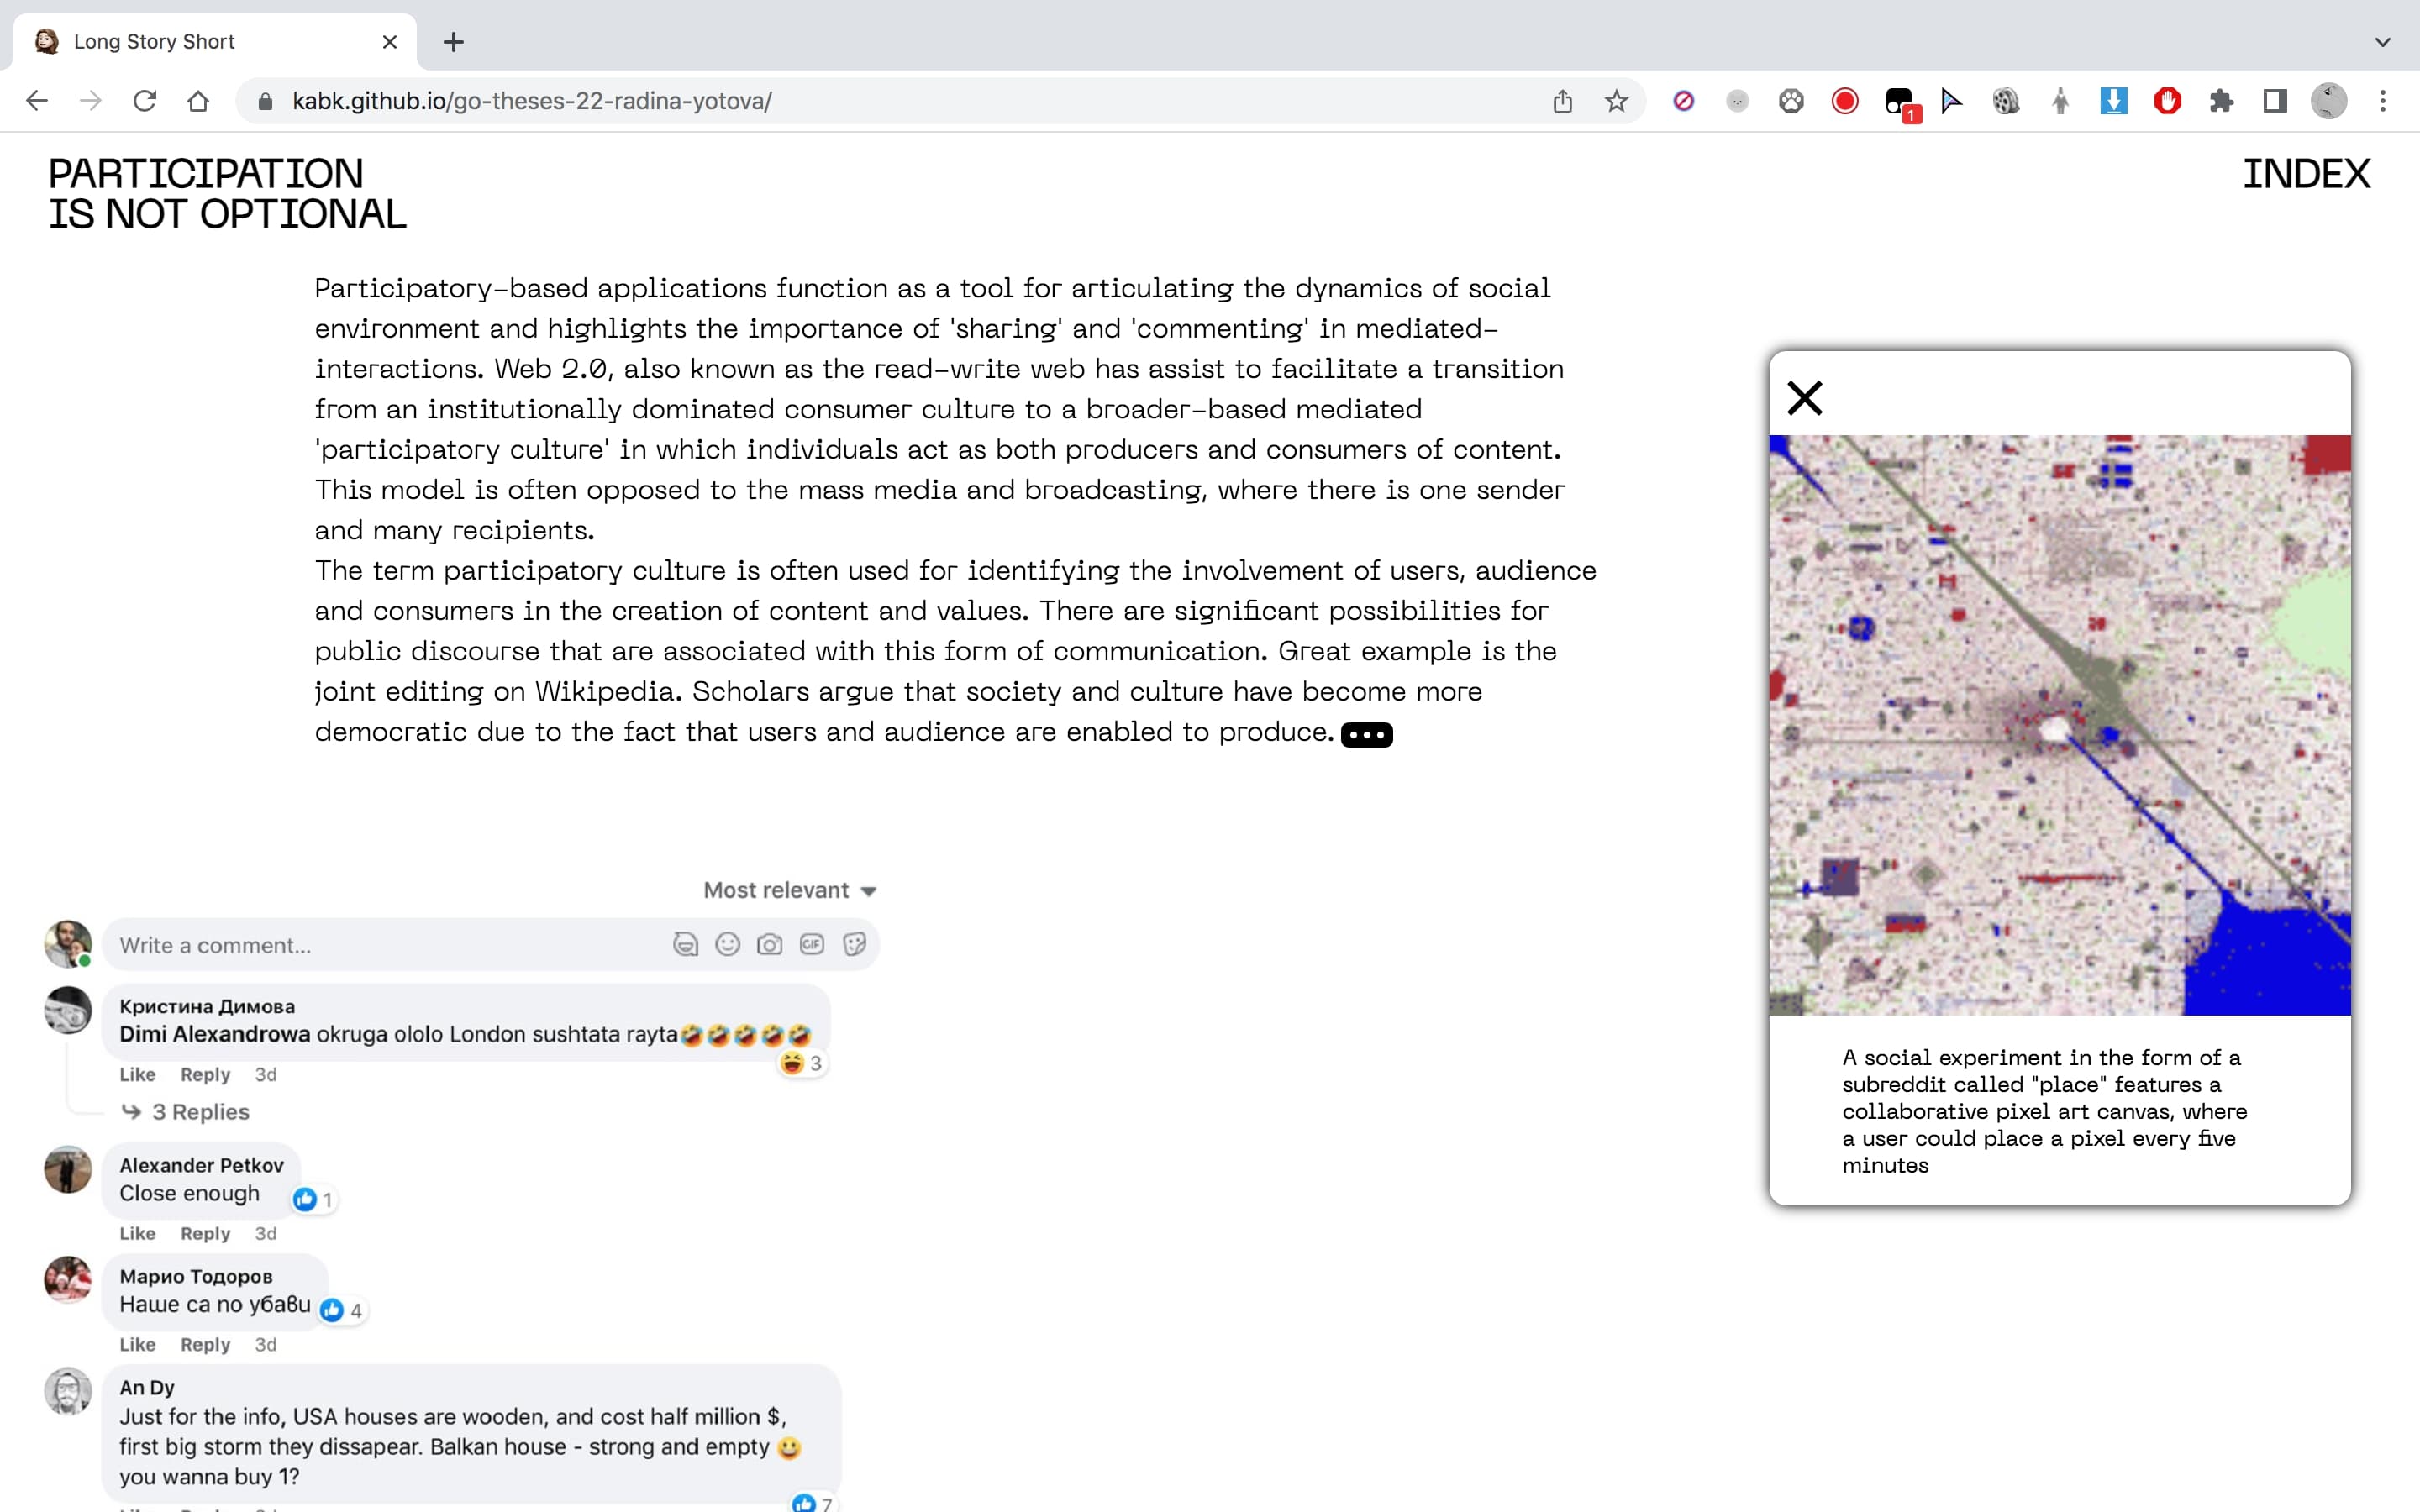 Long Story Short
kabk.github.io/go-theses-22-radina-yotova/
1
PARTICIPATION
IS NOT OPTIONAL
INDEX
Participatory-based applications function as a tool for articulating the dynamics of social
environment and highlights the importance of 'sharing' and 'commenting' in mediated-
interactions. Web 2.0, also known as the read-write web has assist to facilitate a transition
from an institutionally dominated consumer culture to a broader-based mediated
'participatory culture' in which individuals act as both producers and consumers of content.
This model is often opposed to the mass media and broadcasting, where there is one sender
and many recipients.
The term participatory culture is often used for identifying the involvement of users, audience
and consumers in the creation of content and values. There are significant possibilities for
public discourse that are associated with this form of communication. Great example is the
joint editing on Wikipedia. Scholars argue that society and culture have become more
democratic due to the fact that users and audience are enabled to produce.
A social experiment in the form of a
subreddit called "place" features a
collaborative pixel art canvas, where
a user could place a pixel every five
minutes
Most relevant
Write a comment...
GIF
Кристина Димова
Dimi Alexandrowa okruga ololo London sushtata rayta🤣🤣🤣🤣🤣
😆 3
Like Reply 3d
3 Replies
Alexander Petkov
Close enough
1
Like Reply 3d
Марио Тодоров
Наше са по убави
4
Like Reply 3d
An Dy
Just for the info, USA houses are wooden, and cost half million $,
first big storm they dissapear. Balkan house - strong and empty 😀
you wanna buy 1?
7